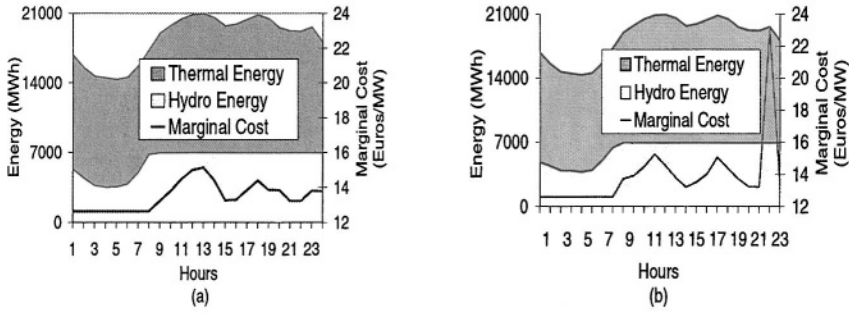 21000
14000
7000
0
Energy (MWh)
Thermal Energy
Hydro Energy
Marginal Cost
24
22
20
18
16
14
12
Marginal Cost
(Euros/MW)
1 3 5 7 9 11 13 15 17 19 21 23
Hours
(a)
21000
14000
7000
0
Energy (MWh)
Thermal Energy
Hydro Energy
Marginal Cost
24
22
20
18
16
14
12
Marginal Cost
(Euros/MW)
1 3 5 7 9 11 13 15 17 19 21 23
Hours
(b)